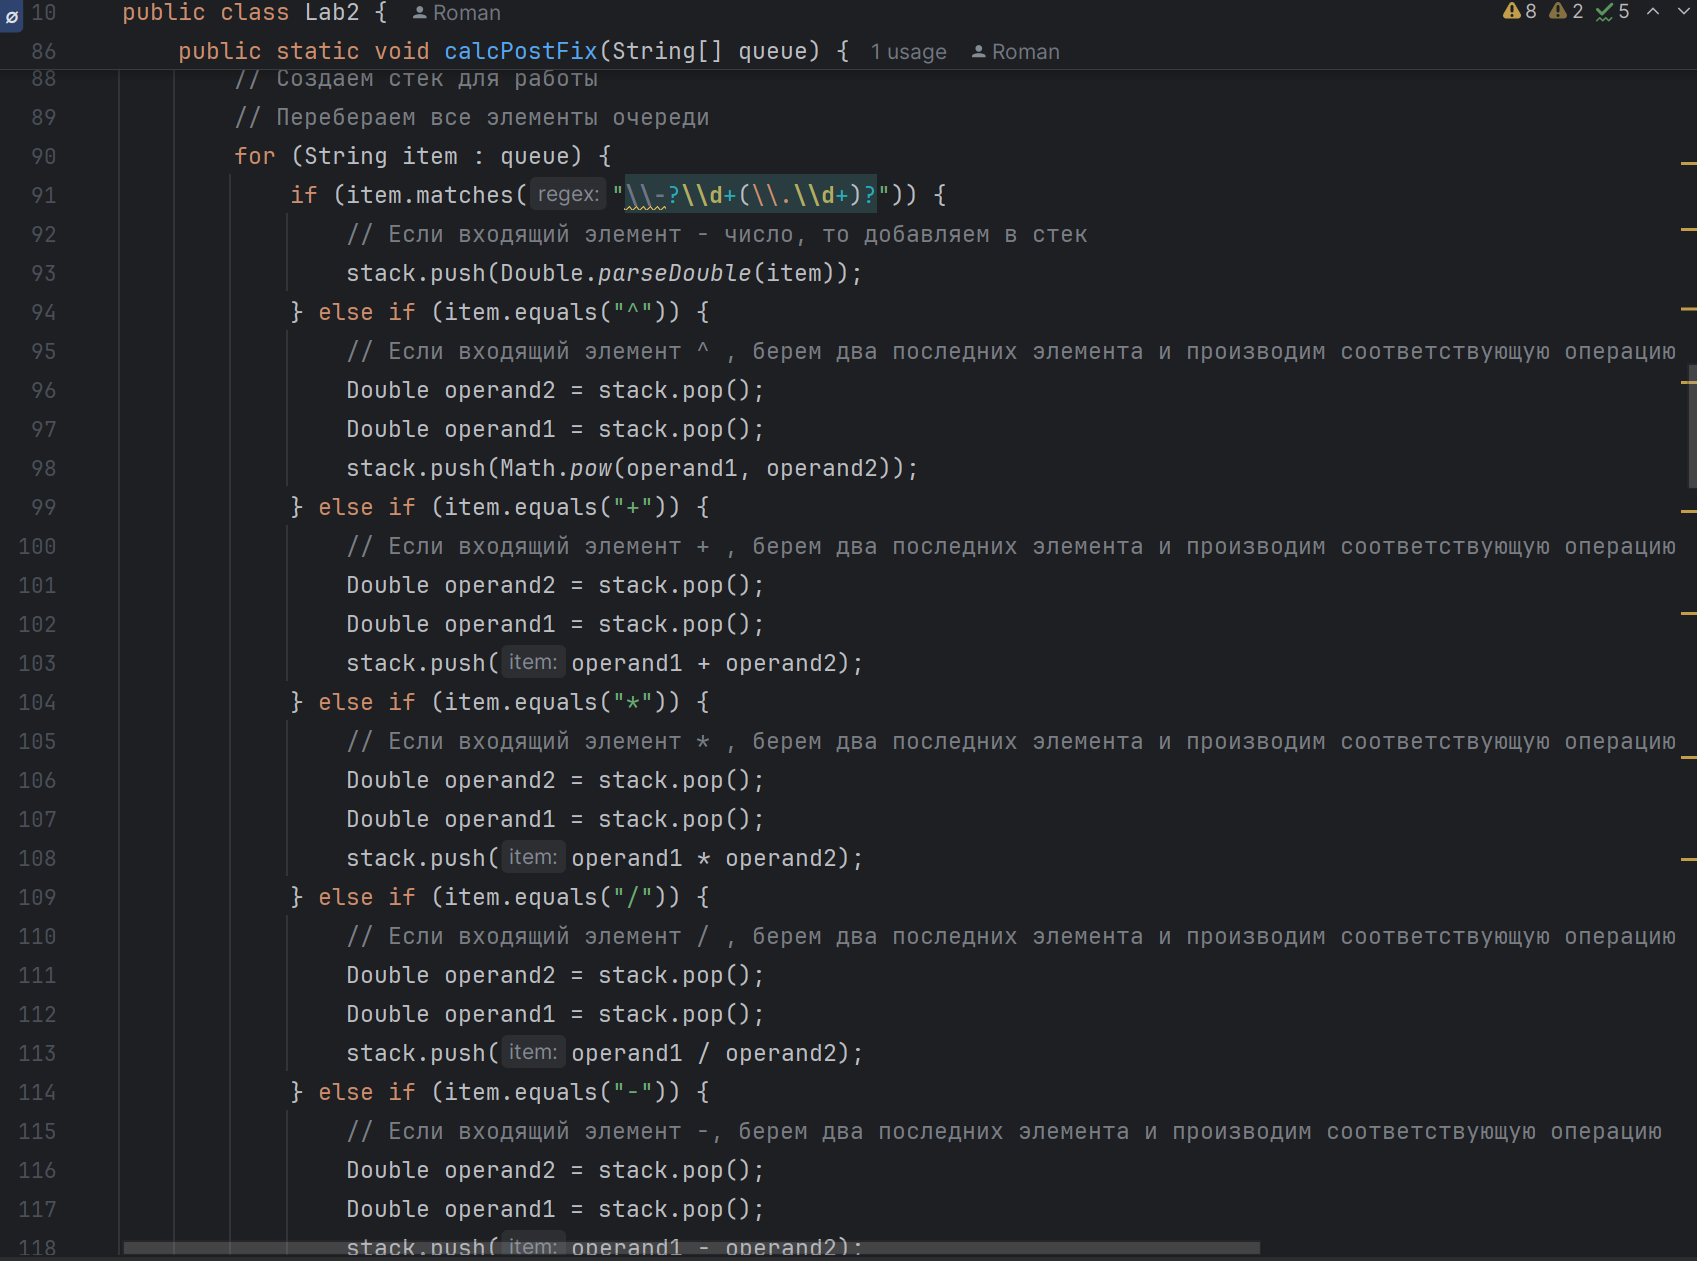 10 public class Lab2 { Roman 8 2 5
86 public static void calcPostFix(String[] queue) { 1 usage Roman
88 // Создаем стек для работы
89 // Перебераем все элементы очереди
90 for (String item : queue) {
91 if (item.matches( regex: "\\-?\\d+(\\.\\d+)?")) {
92 // Если входящий элемент - число, то добавляем в стек
93 stack.push(Double.parseDouble(item));
94 } else if (item.equals("^")) {
95 // Если входящий элемент ^ , берем два последних элемента и производим соответствующую операцию
96 Double operand2 = stack.pop();
97 Double operand1 = stack.pop();
98 stack.push(Math.pow(operand1, operand2));
99 } else if (item.equals("+")) {
100 // Если входящий элемент + , берем два последних элемента и производим соответствующую операцию
101 Double operand2 = stack.pop();
102 Double operand1 = stack.pop();
103 stack.push( item: operand1 + operand2);
104 } else if (item.equals("*")) {
105 // Если входящий элемент * , берем два последних элемента и производим соответствующую операцию
106 Double operand2 = stack.pop();
107 Double operand1 = stack.pop();
108 stack.push( item: operand1 * operand2);
109 } else if (item.equals("/")) {
110 // Если входящий элемент / , берем два последних элемента и производим соответствующую операцию
111 Double operand2 = stack.pop();
112 Double operand1 = stack.pop();
113 stack.push( item: operand1 / operand2);
114 } else if (item.equals("-")) {
115 // Если входящий элемент -, берем два последних элемента и производим соответствующую операцию
116 Double operand2 = stack.pop();
117 Double operand1 = stack.pop();
118 stack.push( item: operand1 - operand2);